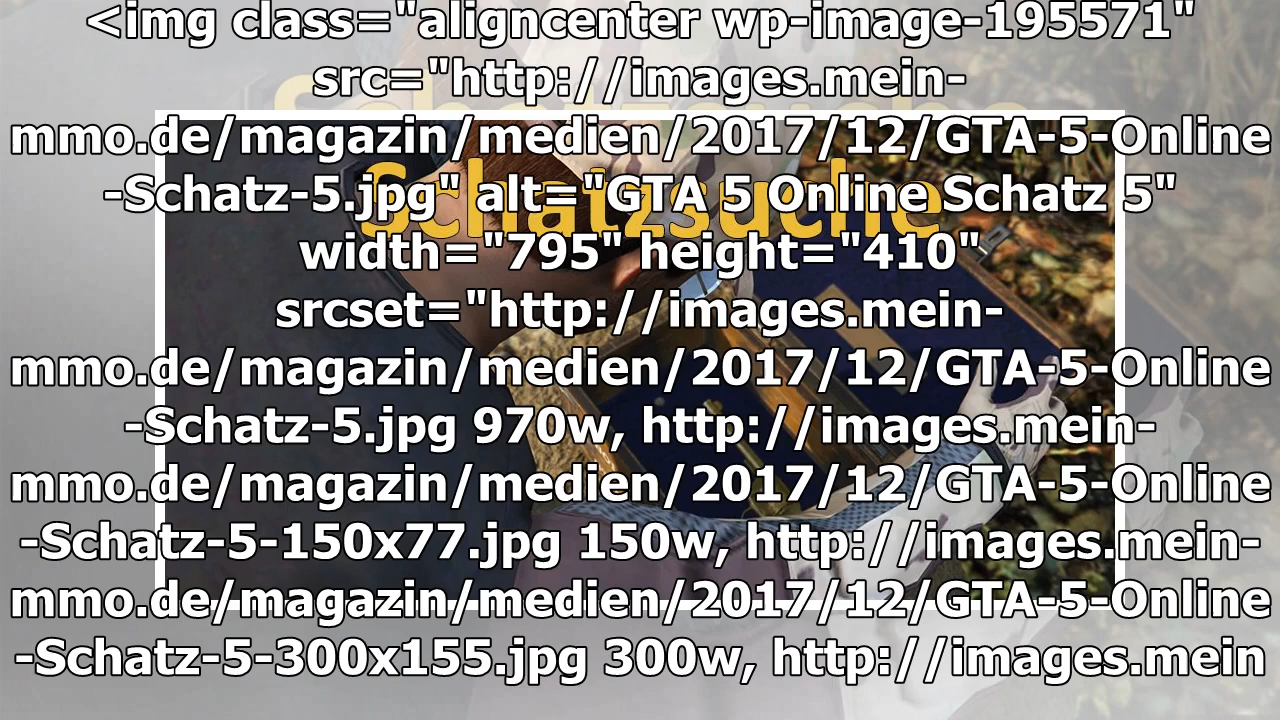 <img class="aligncenter wp-image-195571"
src="http://images.mein-
mmo.de/magazin/medien/2017/12/GTA-5-Online
-Schatz-5.jpg" alt="GTA 5 Online Schatz 5"
Schatzsuche
width="795" height="410"
srcset="http://images.mein-
mmo.de/magazin/medien/2017/12/GTA-5-Online
-Schatz-5.jpg 970w, http://images.mein-
mmo.de/magazin/medien/2017/12/GTA-5-Online
-Schatz-5-150x77.jpg 150w, http://images.mein-
mmo.de/magazin/medien/2017/12/GTA-5-Online
-Schatz-5-300x155.jpg 300w, http://images.mein